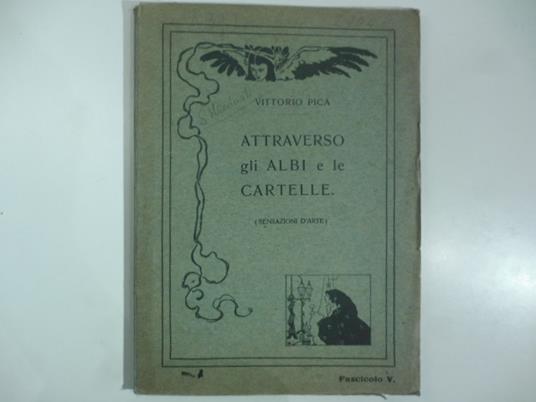 VITTORIO PICA
ATTRAVERSO
gli ALBI e le
CARTELLE.
(SENSAZIONI D'ARTE)
Fascicolo V.